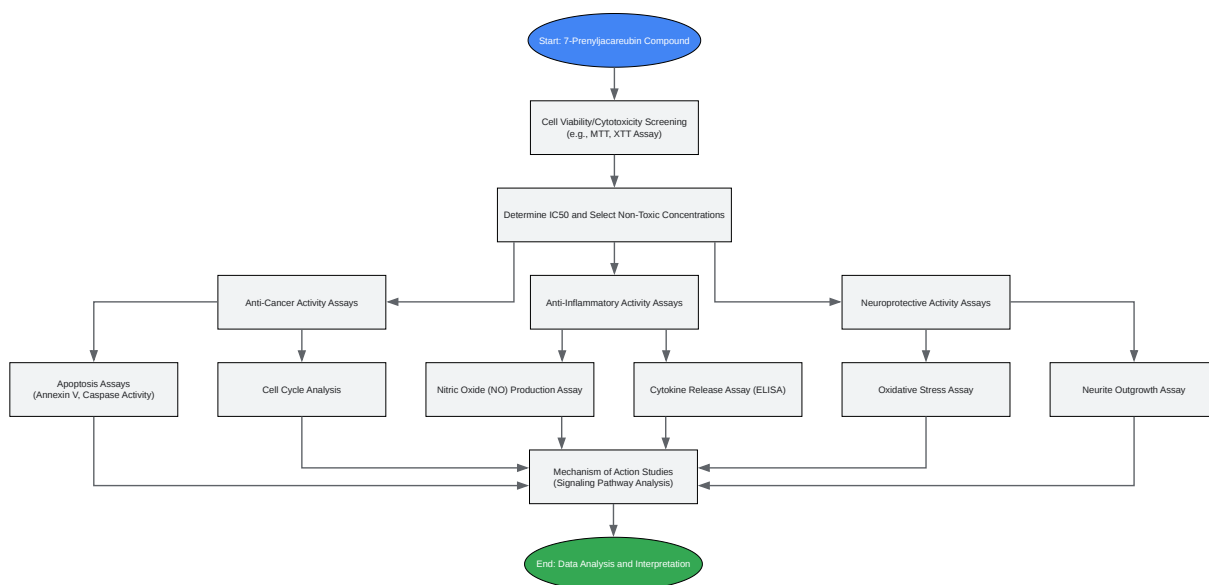 Start: 7-Prenyljacareubin Compound
Cell Viability/Cytotoxicity Screening
(e.g., MTT, XTT Assay)
Determine IC50 and Select Non-Toxic Concentrations
Anti-Cancer Activity Assays
Anti-Inflammatory Activity Assays
Neuroprotective Activity Assays
Apoptosis Assays
(Annexin V, Caspase Activity)
Cell Cycle Analysis
Nitric Oxide (NO) Production Assay
Cytokine Release Assay (ELISA)
Oxidative Stress Assay
Neurite Outgrowth Assay
Mechanism of Action Studies
(Signaling Pathway Analysis)
End: Data Analysis and Interpretation